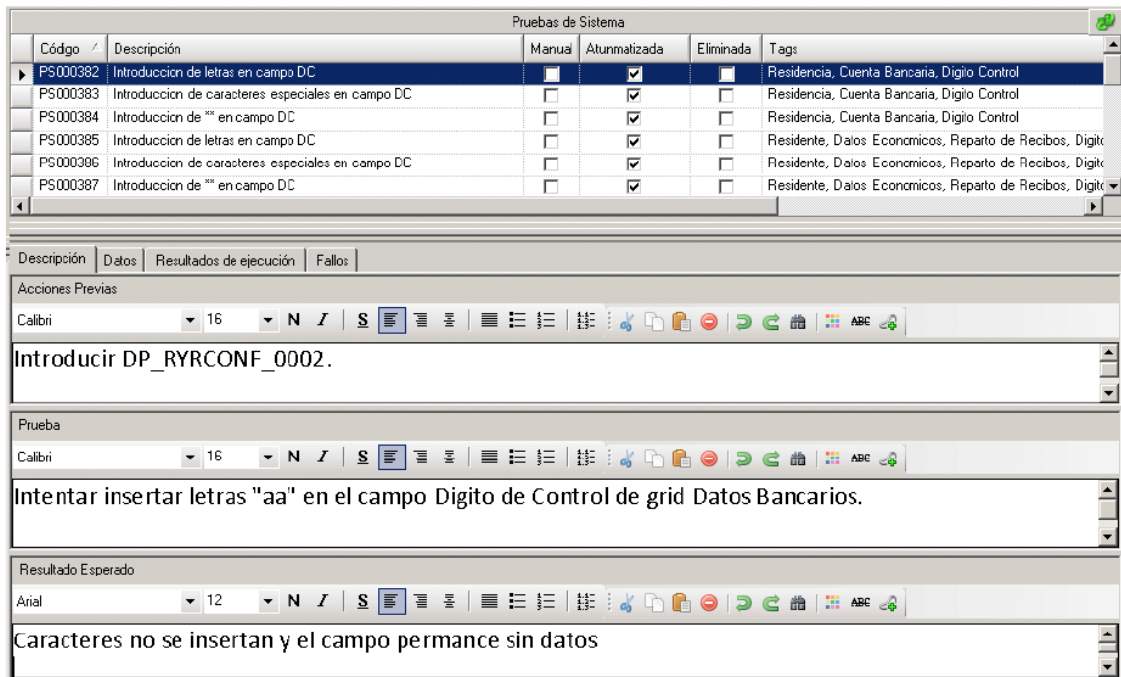 Pruebas de Sistema
Código Descripción Manual Atunmatizada Eliminada Tags
PS000382 Introduccion de letras en campo DC Residencia, Cuenta Bancaria, Digito Control
PS000383 Introduccion de caracteres especiales en campo DC Residencia, Cuenta Bancaria, Digito Control
PS000384 Introduccion de ** en campo DC Residencia, Cuenta Bancaria, Digito Control
PS000385 Introduccion de letras en campo DC Residente, Datos Economicos, Reparto de Recibos, Digito
PS000386 Introduccion de caracteres especiales en campo DC Residente, Datos Economicos, Reparto de Recibos, Digito
PS000387 Introduccion de ** en campo DC Residente, Datos Economicos, Reparto de Recibos, Digito
Descripción Datos Resultados de ejecución Fallos
Acciones Previas
Calibri 16 N I S ABC
Introducir DP_RYRCONF_0002.
Prueba
Calibri 16 N I S ABC
Intentar insertar letras "aa" en el campo Digito de Control de grid Datos Bancarios.
Resultado Esperado
Arial 12 N I S ABC
Caracteres no se insertan y el campo permance sin datos